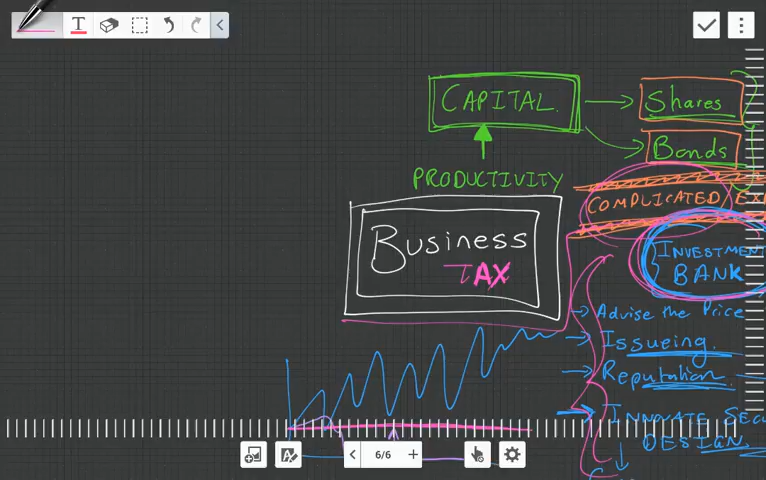 T
CAPITAL.
Shares
Bonds
PRODUCTIVITY
COMPLICATED/
Business
TAX
INVESTMENT
BANK
Advise the Price
Issueing.
Reputation
INNOVATE
DESIGN
6/6